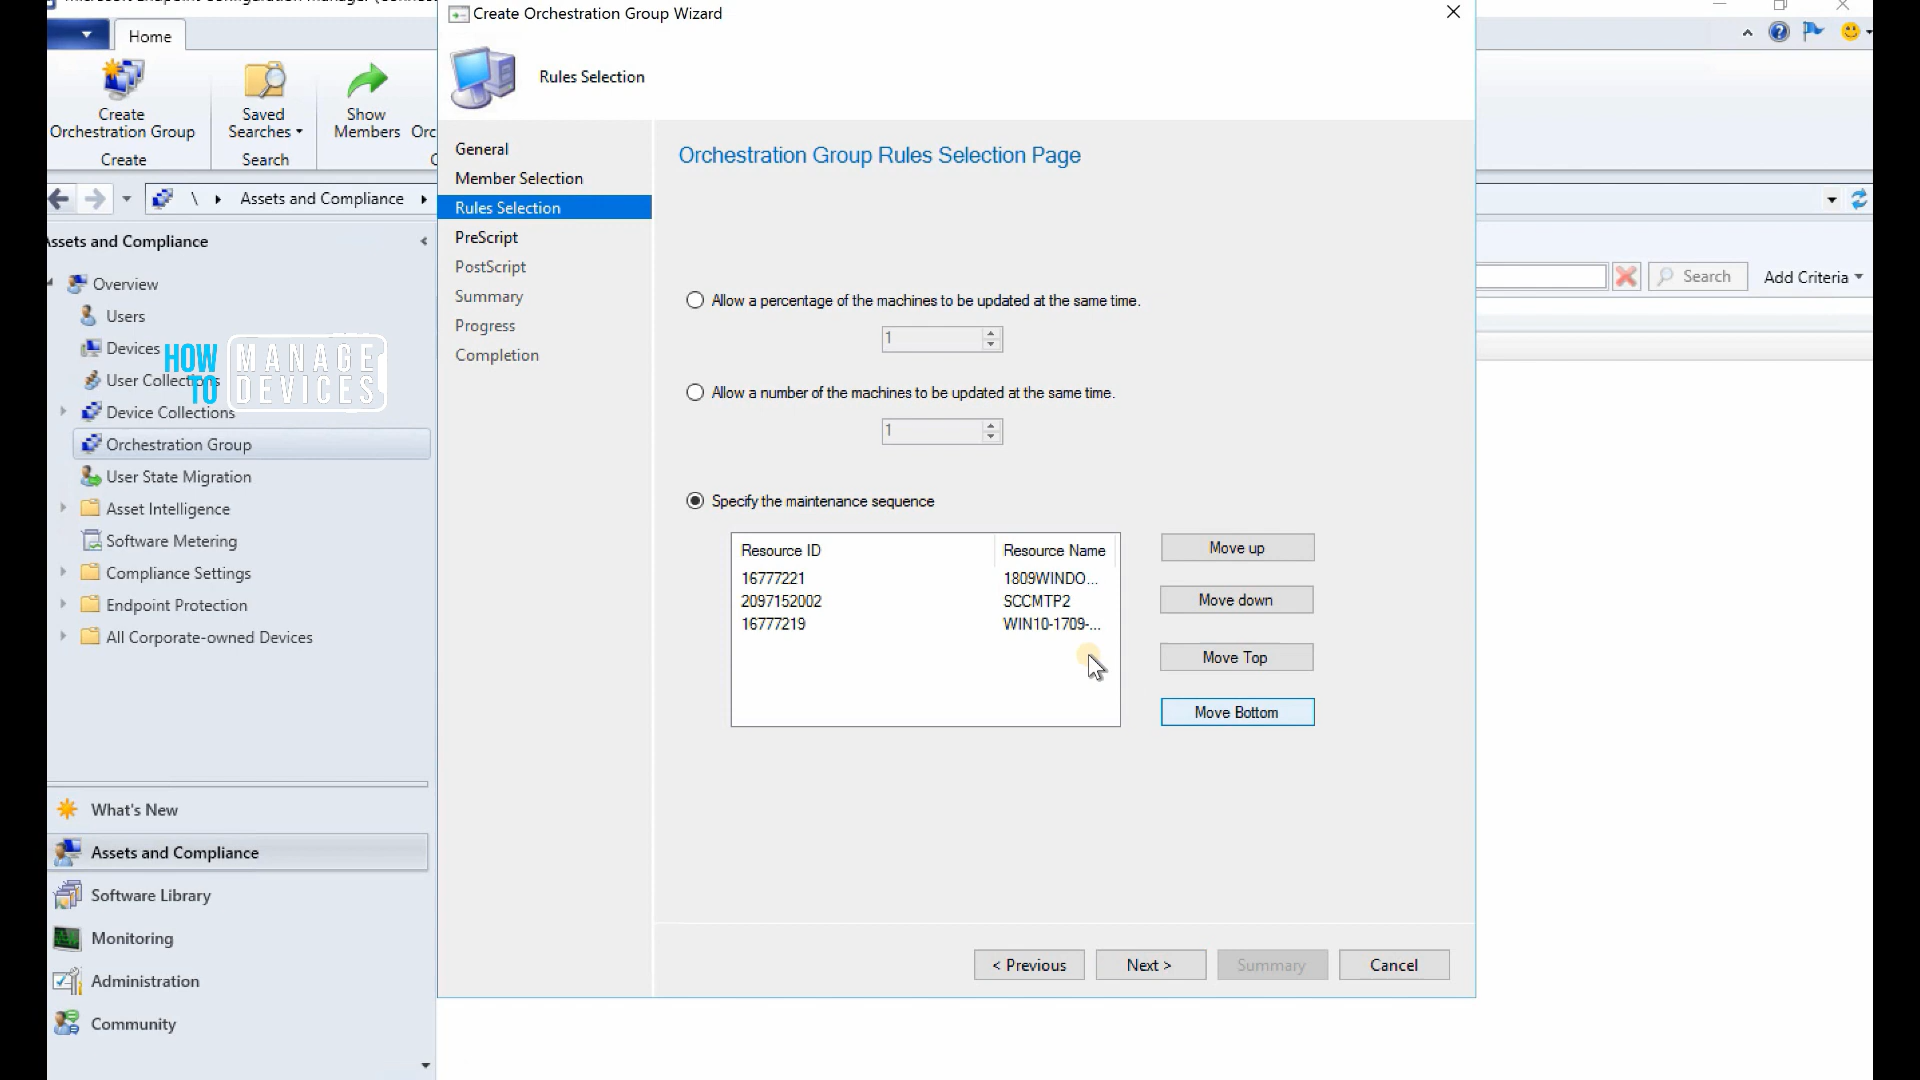 Create Orchestration Group Wizard
Home
Create
Orchestration Group
Create
Saved
Searches
Search
Show
Members
Orc
Rules Selection
\ Assets and Compliance
Assets and Compliance
Overview
Users
Devices
User Collections
Device Collections
Orchestration Group
User State Migration
Asset Intelligence
Software Metering
Compliance Settings
Endpoint Protection
All Corporate-owned Devices
HOW
TO
MANAGE
DEVICES
What's New
Assets and Compliance
Software Library
Monitoring
Administration
Community
General
Member Selection
Rules Selection
PreScript
PostScript
Summary
Progress
Completion
Orchestration Group Rules Selection Page
Allow a percentage of the machines to be updated at the same time.
1
Allow a number of the machines to be updated at the same time.
1
Specify the maintenance sequence
Resource ID Resource Name
16777221 1809WINDO...
2097152002 SCCMTP2
16777219 WIN10-1709-...
Move up
Move down
Move Top
Move Bottom
< Previous Next > Summary Cancel
Search Add Criteria